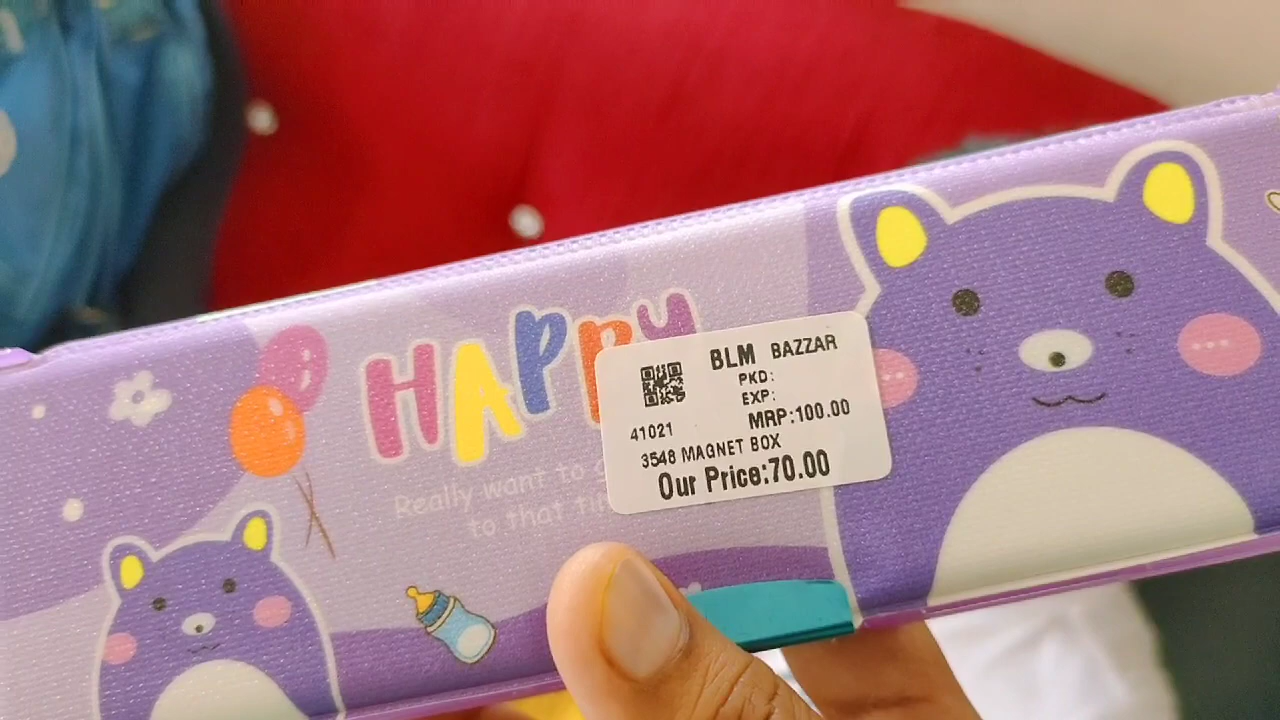 HAPPY
Really want to
to that
BLM BAZZAR
PKD:
EXP:
41021 MRP:100.00
3548 MAGNET BOX
Our Price:70.00